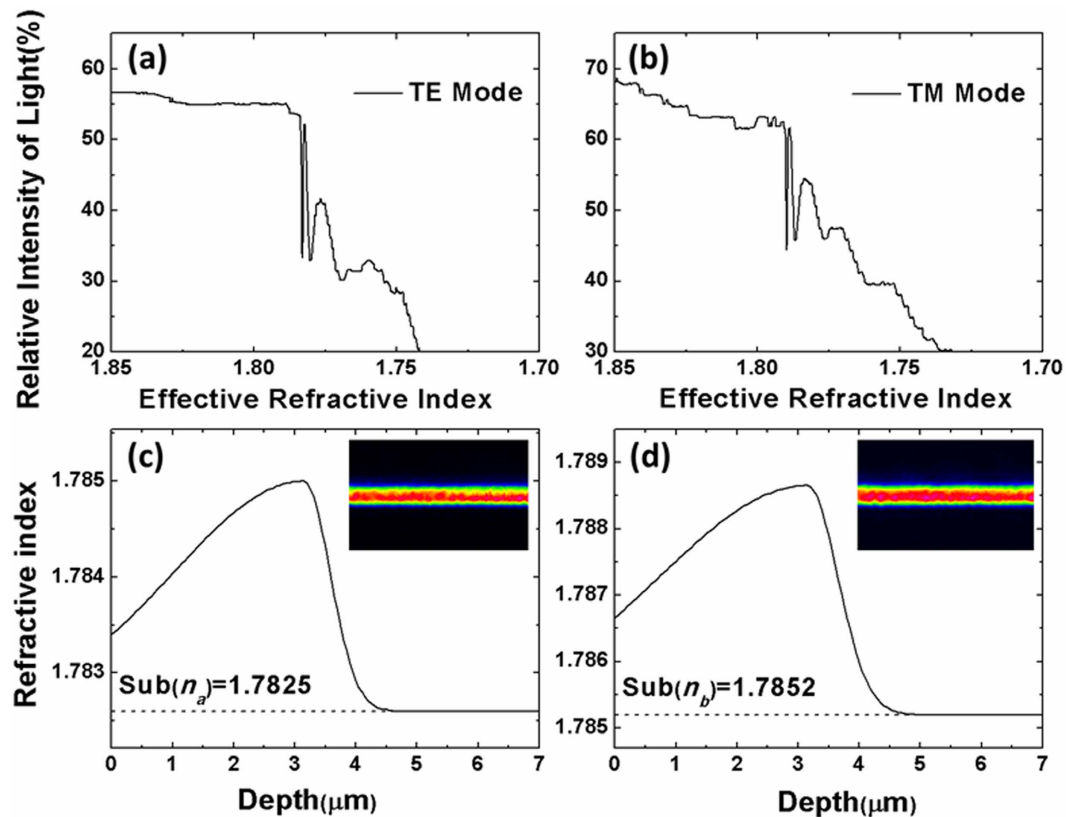 Relative Intensity of Light(%)
(a)
TE Mode
60
50
40
30
20
1.85
1.80
1.75
1.70
Effective Refractive Index
(b)
TM Mode
70
60
50
40
30
1.85
1.80
1.75
1.70
Effective Refractive Index
Refractive index
(c)
1.785
1.784
1.783
Sub(na)=1.7825
0 1 2 3 4 5 6 7
Depth(μm)
(d)
1.789
1.788
1.787
1.786
1.785
Sub(nb)=1.7852
0 1 2 3 4 5 6 7
Depth(μm)